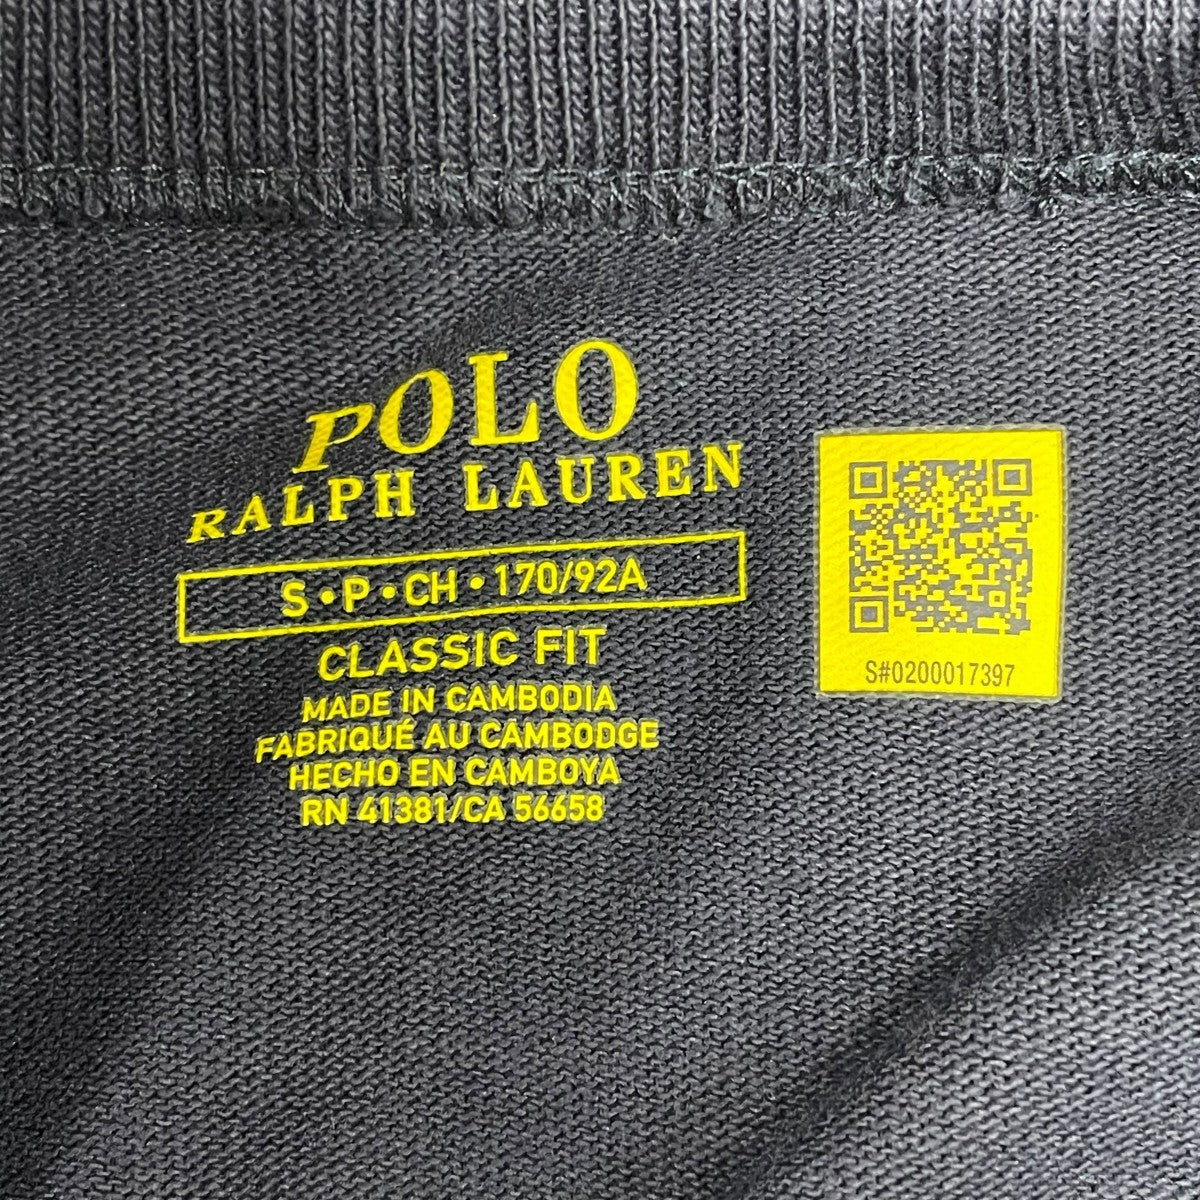 POLO
RALPH LAUREN
S•P•CH•170/92A
CLASSIC FIT
MADE IN CAMBODIA
FABRIQUÉ AU CAMBODGE
HECHO EN CAMBOYA
RN 41381/CA 56658
S#0200017397